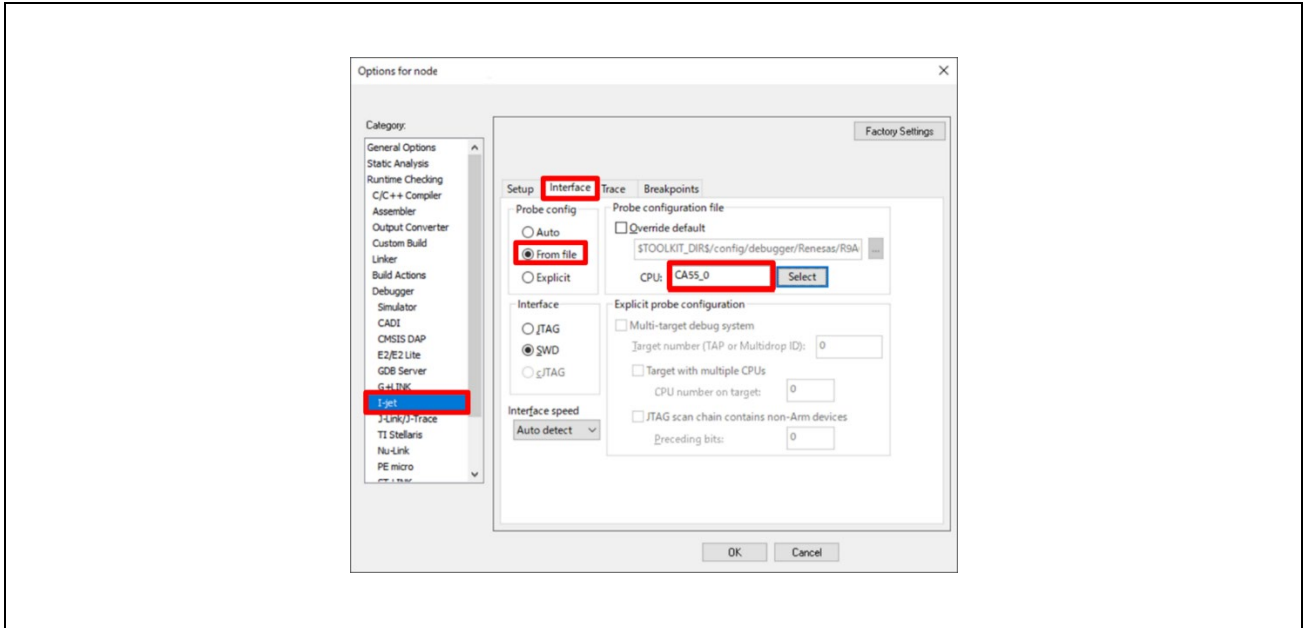 Options for node
Category:
Factory Settings
General Options
Static Analysis
Runtime Checking
C/C++ Compiler
Assembler
Output Converter
Custom Build
Linker
Build Actions
Debugger
Simulator
CADI
CMSIS DAP
E2/E2 Lite
GDB Server
G+LINK
I-jet
J-Link/J-Trace
TI Stellaris
Nu-Link
PE micro
ST-LINK
Setup Interface Trace Breakpoints
Probe config
Auto
From file
Explicit
Probe configuration file
Override default
$TOOLKIT_DIR$/config/debugger/Renesas/R9A ...
CPU: CA55_0 Select
Interface
JTAG
SWD
cJTAG
Interface speed
Auto detect
Explicit probe configuration
Multi-target debug system
Target number (TAP or Multidrop ID): 0
Target with multiple CPUs
CPU number on target: 0
JTAG scan chain contains non-Arm devices
Preceding bits: 0
OK Cancel